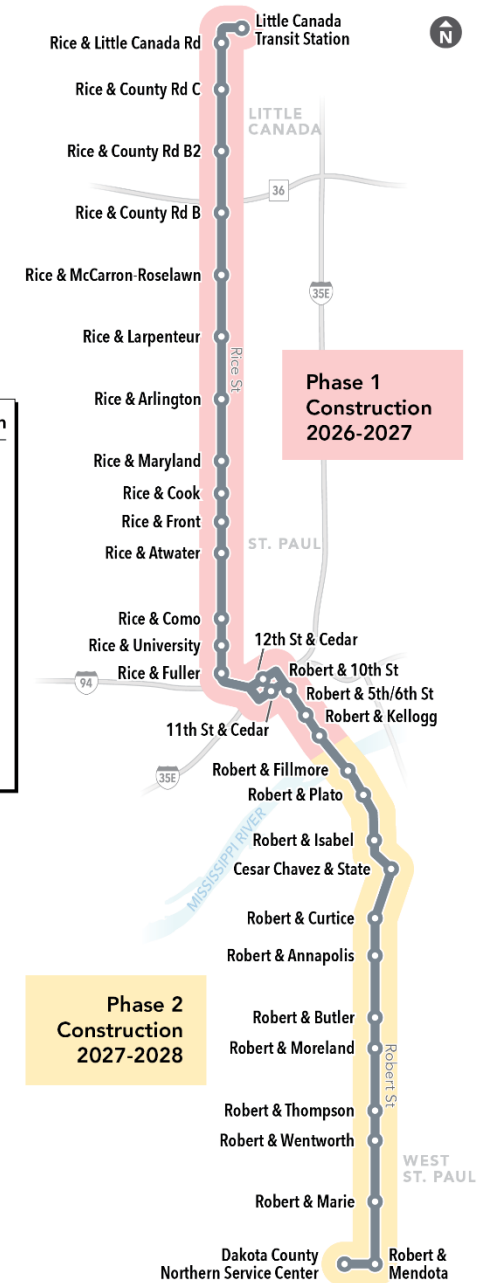 Little Canada
Transit Station
N
Rice & Little Canada Rd
Rice & County Rd C
LITTLE
CANADA
Rice & County Rd B2
36
Rice & County Rd B
Rice & McCarron-Roselawn
35E
Rice & Larpenteur
Rice St
Phase 1
Construction
2026-2027
Rice & Arlington
Rice & Maryland
Rice & Cook
Rice & Front
ST. PAUL
Rice & Atwater
Rice & Como
12th St & Cedar
Rice & University
Rice & Fuller
Robert & 10th St
94
Robert & 5th/6th St
Robert & Kellogg
11th St & Cedar
35E
Robert & Fillmore
Robert & Plato
MISSISSIPPI RIVER
Robert & Isabel
Cesar Chavez & State
Robert & Curtice
Robert & Annapolis
Phase 2
Construction
2027-2028
Robert & Butler
Robert & Moreland
Robert St
Robert & Thompson
Robert & Wentworth
WEST
ST. PAUL
Robert & Marie
Dakota County
Northern Service Center
Robert &
Mendota